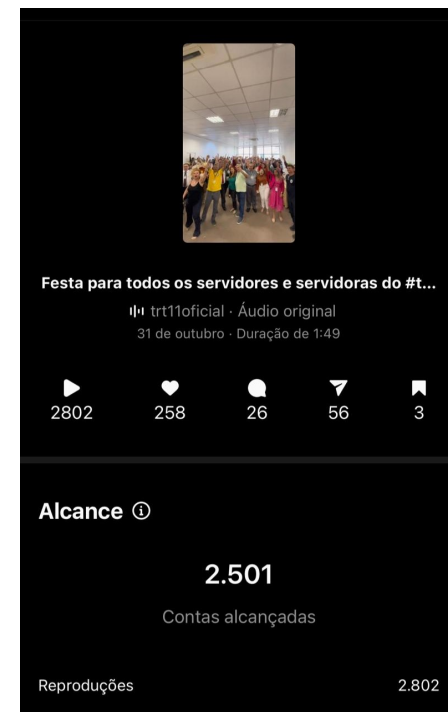 Festa para todos os servidores e servidoras do #t...
trt11oficial · Áudio original
31 de outubro · Duração de 1:49
2802 258 26 56 3
Alcance
2.501
Contas alcançadas
Reproduções 2.802